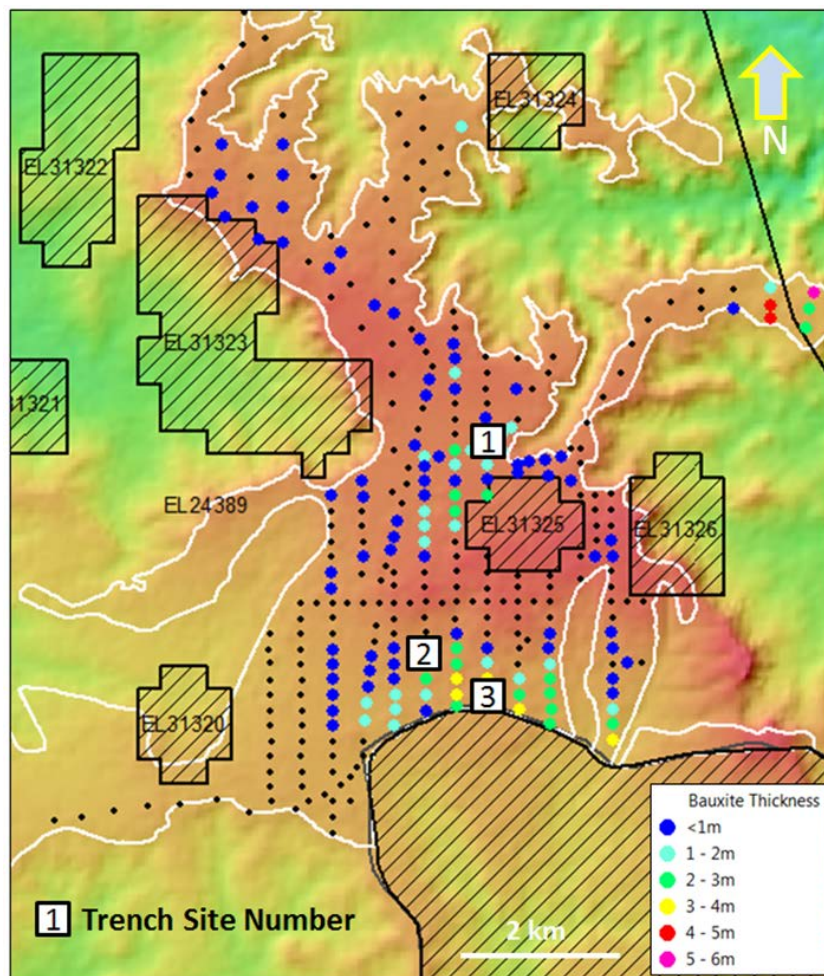 EL31324
N
EL31322
EL31323
31321
1
EL24389
EL31325
EL31326
2
3
EL31320
Bauxite Thickness
<1m
1 - 2m
2 - 3m
3 - 4m
4 - 5m
5 - 6m
1 Trench Site Number
2 km